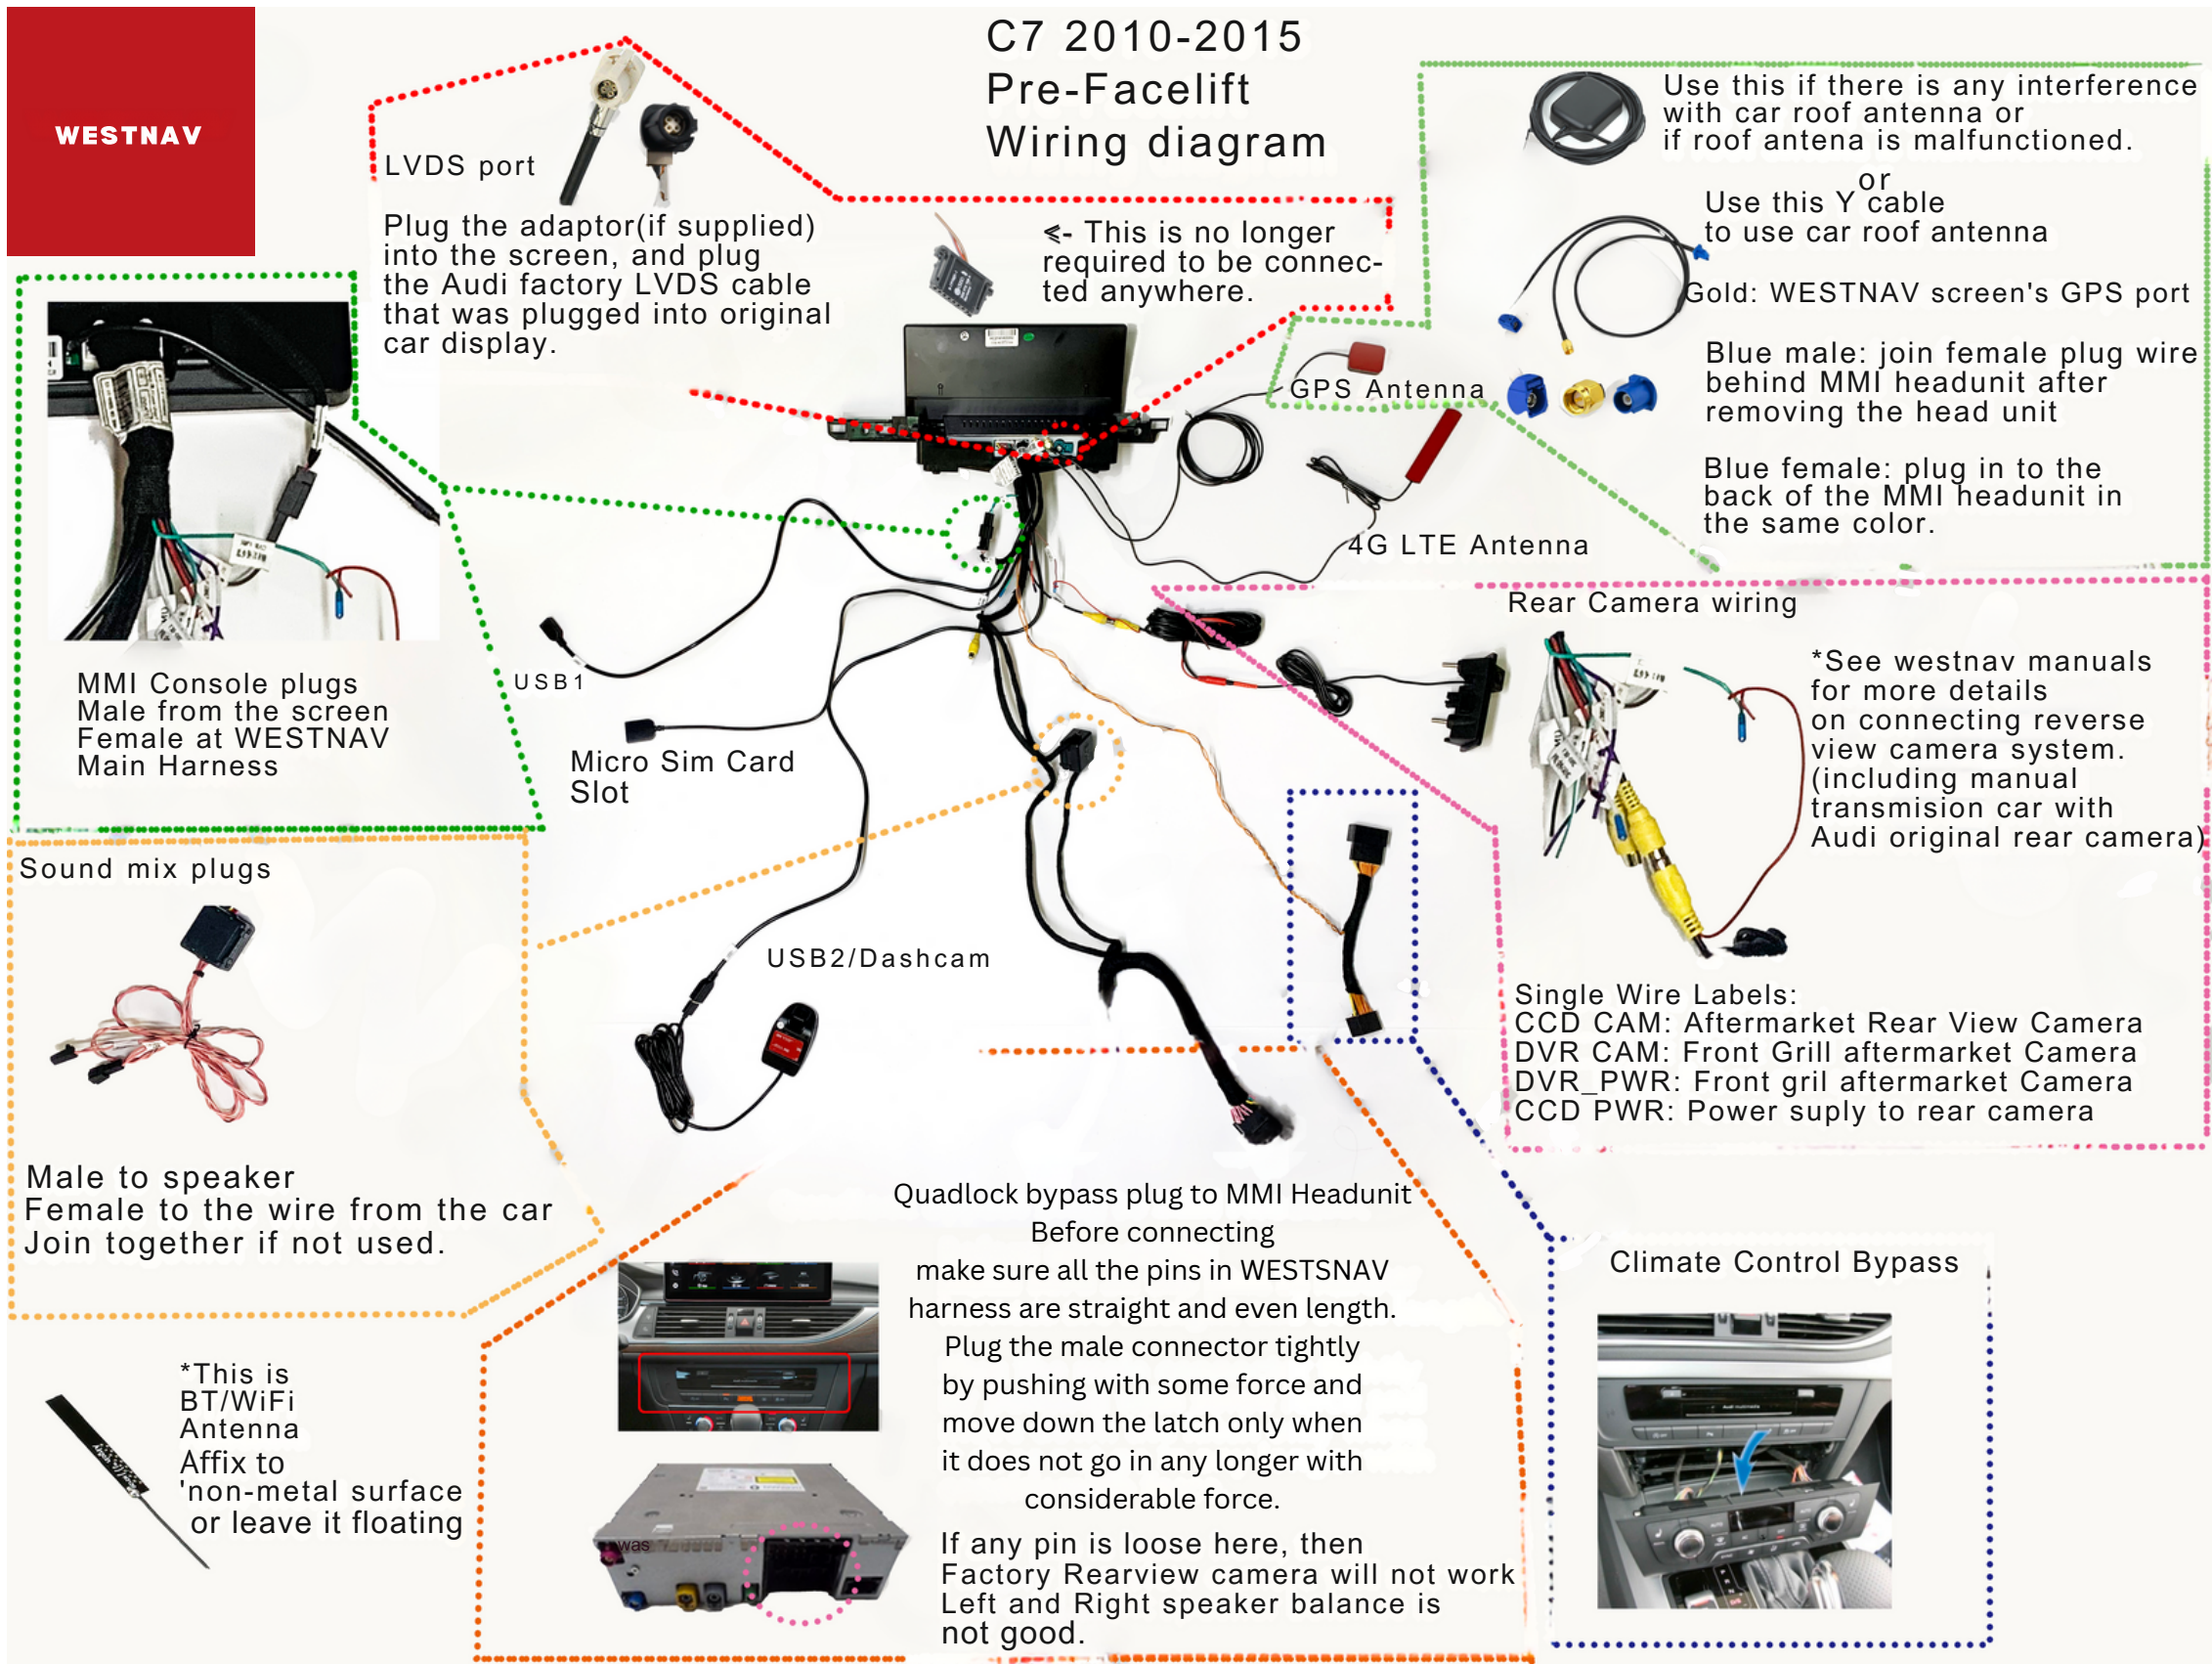 WESTNAV
C7 2010-2015
Pre-Facelift
Wiring diagram
LVDS port
Plug the adaptor(if supplied)
into the screen, and plug
the Audi factory LVDS cable
that was plugged into original
car display.
<- This is no longer
required to be connec-
ted anywhere.
Use this if there is any interference
with car roof antenna or
if roof antena is malfunctioned.
or
Use this Y cable
to use car roof antenna
Gold: WESTNAV screen's GPS port
Blue male: join female plug wire
behind MMI headunit after
removing the head unit
Blue female: plug in to the
back of the MMI headunit in
the same color.
GPS Antenna
4G LTE Antenna
MMI Console plugs
Male from the screen
Female at WESTNAV
Main Harness
USB1
Micro Sim Card
Slot
Rear Camera wiring
*See westnav manuals
for more details
on connecting reverse
view camera system.
(including manual
transmision car with
Audi original rear camera)
Sound mix plugs
USB2/Dashcam
Single Wire Labels:
CCD CAM: Aftermarket Rear View Camera
DVR CAM: Front Grill aftermarket Camera
DVR_PWR: Front gril aftermarket Camera
CCD PWR: Power suply to rear camera
Male to speaker
Female to the wire from the car
Join together if not used.
Quadlock bypass plug to MMI Headunit
Before connecting
make sure all the pins in WESTSNAV
harness are straight and even length.
Plug the male connector tightly
by pushing with some force and
move down the latch only when
it does not go in any longer with
considerable force.
If any pin is loose here, then
Factory Rearview camera will not work
Left and Right speaker balance is
not good.
was
Climate Control Bypass
*This is
BT/WiFi
Antenna
Affix to
'non-metal surface
or leave it floating